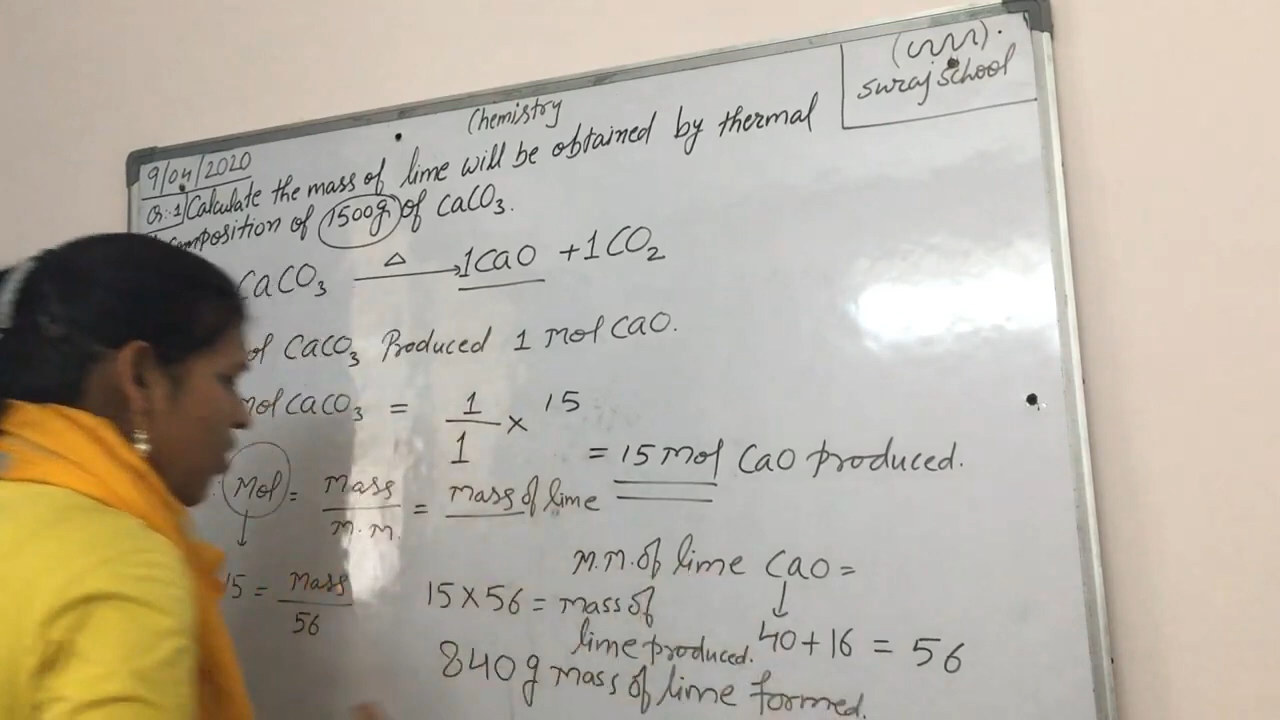 (

).
Suraj School
Chemistry
9/04/2020
Q:-1) Calculate the mass of lime will be obtained by thermal
composition of 1500g of CaCO3.
CaCO3 Δ→ 1CaO + 1CO2
of CaCO3 Produced 1 mol CaO.
mol CaCO3 = 1/1 × 15
= 15 mol CaO produced.
Mol = mass/M.M. = mass of lime
M.M. of lime CaO =
↓ ↓
15 = Mass/56
15×56 = mass of
lime produced. 40+16 = 56
840g mass of lime formed.